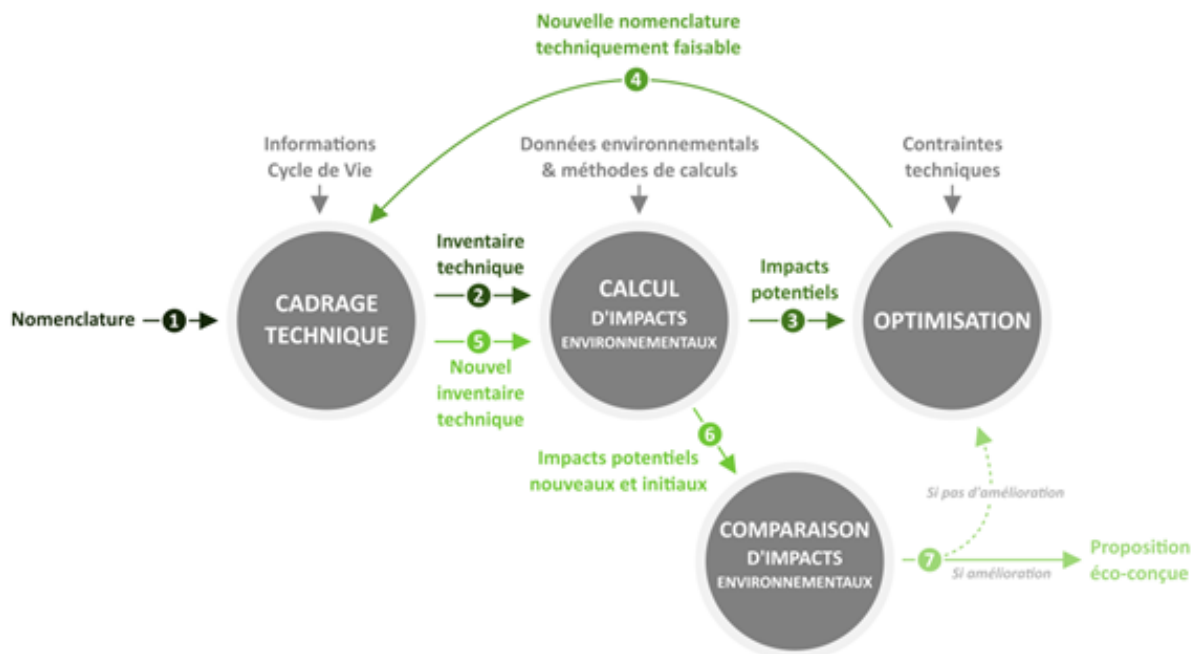 Nouvelle nomenclature
techniquement faisable
4
Informations
Cycle de Vie
Données environnementals
& méthodes de calculs
Contraintes
techniques
Nomenclature
1
CADRAGE
TECHNIQUE
Inventaire
technique
2
5
Nouvel
inventaire
technique
CALCUL
D'IMPACTS
ENVIRONNEMENTAUX
Impacts
potentiels
3
OPTIMISATION
6
Impacts potentiels
nouveaux et initiaux
COMPARAISON
D'IMPACTS
ENVIRONNEMENTAUX
7
Si pas d'amélioration
Si amélioration
Proposition
éco-conçue